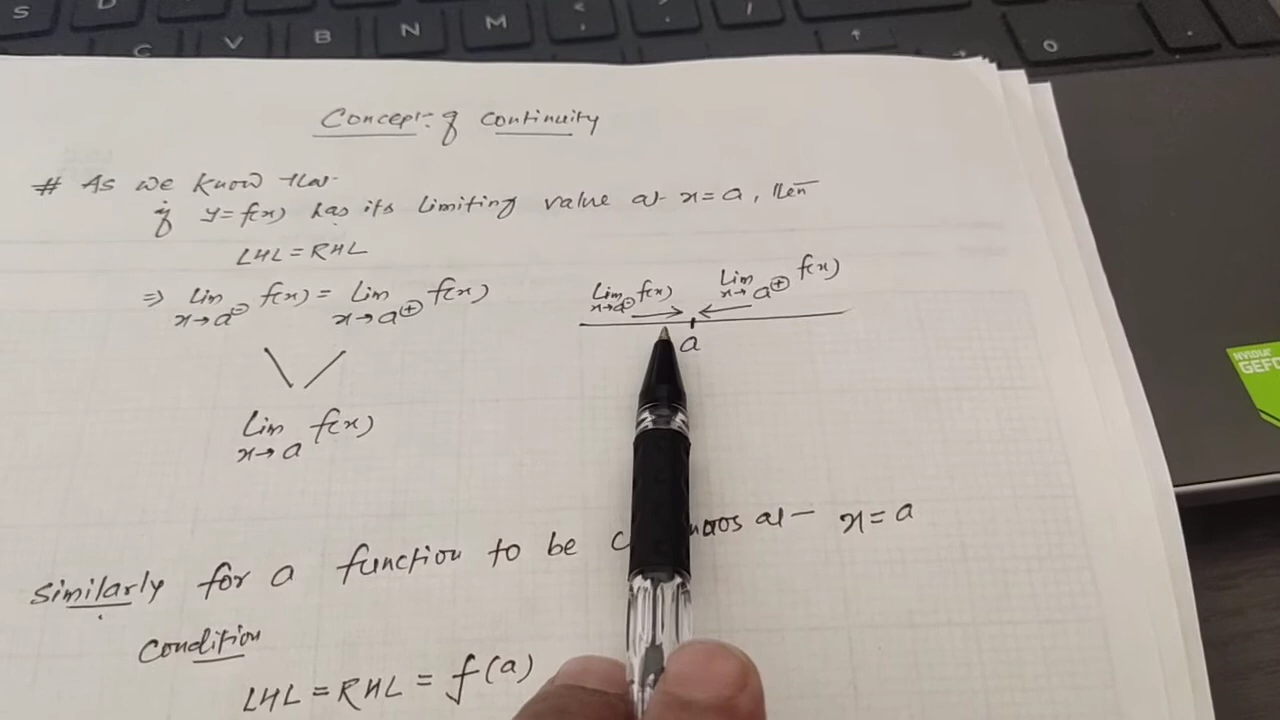 Concept of continuity
# As we know that
if y=f(x) has its limiting value at x=a, then
LHL=RHL
⇒ Lim x→a⊖ f(x) = Lim x→a⊕ f(x)
Lim x→a⊖ f(x) Lim x→a⊕ f(x)
a
Lim x→a f(x)
Similarly for a function to be at x=a
Condition
LHL=RHL=f(a)
S D M
C V B N
NVIDIA